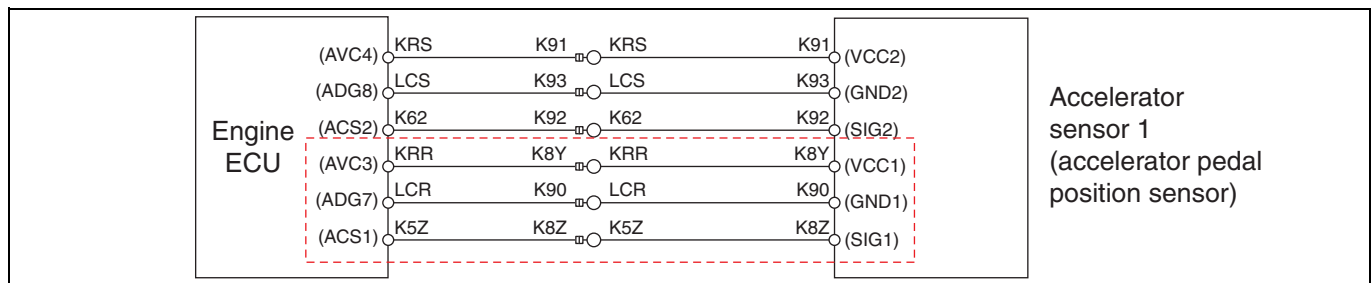 (AVC4) KRS K91 KRS K91 (VCC2)
(ADG8) LCS K93 LCS K93 (GND2)
(ACS2) K62 K92 K62 K92 (SIG2)
(AVC3) KRR K8Y KRR K8Y (VCC1)
(ADG7) LCR K90 LCR K90 (GND1)
(ACS1) K5Z K8Z K5Z K8Z (SIG1)
Engine
ECU
Accelerator
sensor 1
(accelerator pedal
position sensor)